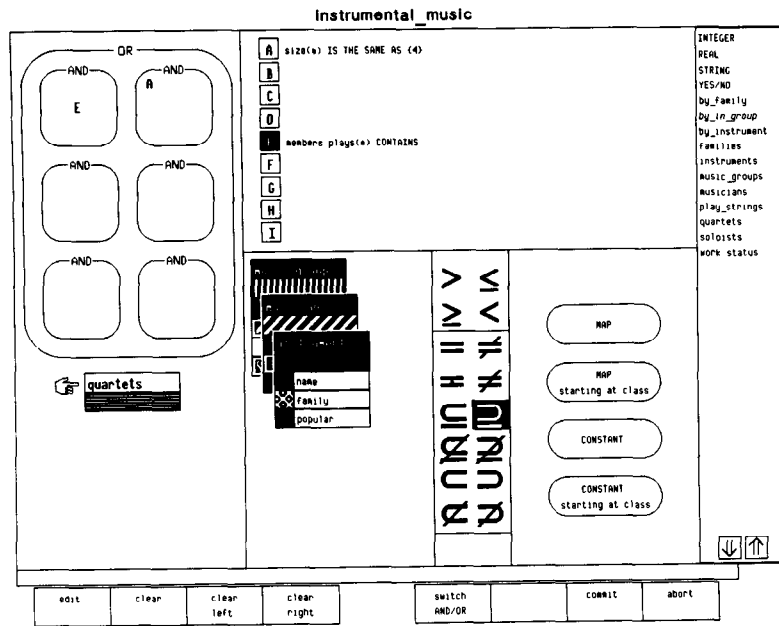 instrumental_music
OR
AND
AND
E
A
AND
AND
AND
AND
quartets
A size(e) IS THE SAME AS {4}
B
C
D
members plays(e) CONTAINS
F
G
H
I
INTEGER
REAL
STRING
YES/NO
by_family
by_in_group
by_instrument
families
instruments
music_groups
musicians
play_strings
quartets
soloists
work status
name
family
popular
MAP
MAP
starting at class
CONSTANT
CONSTANT
starting at class
edit
clear
clear
left
clear
right
switch
AND/OR
commit
abort